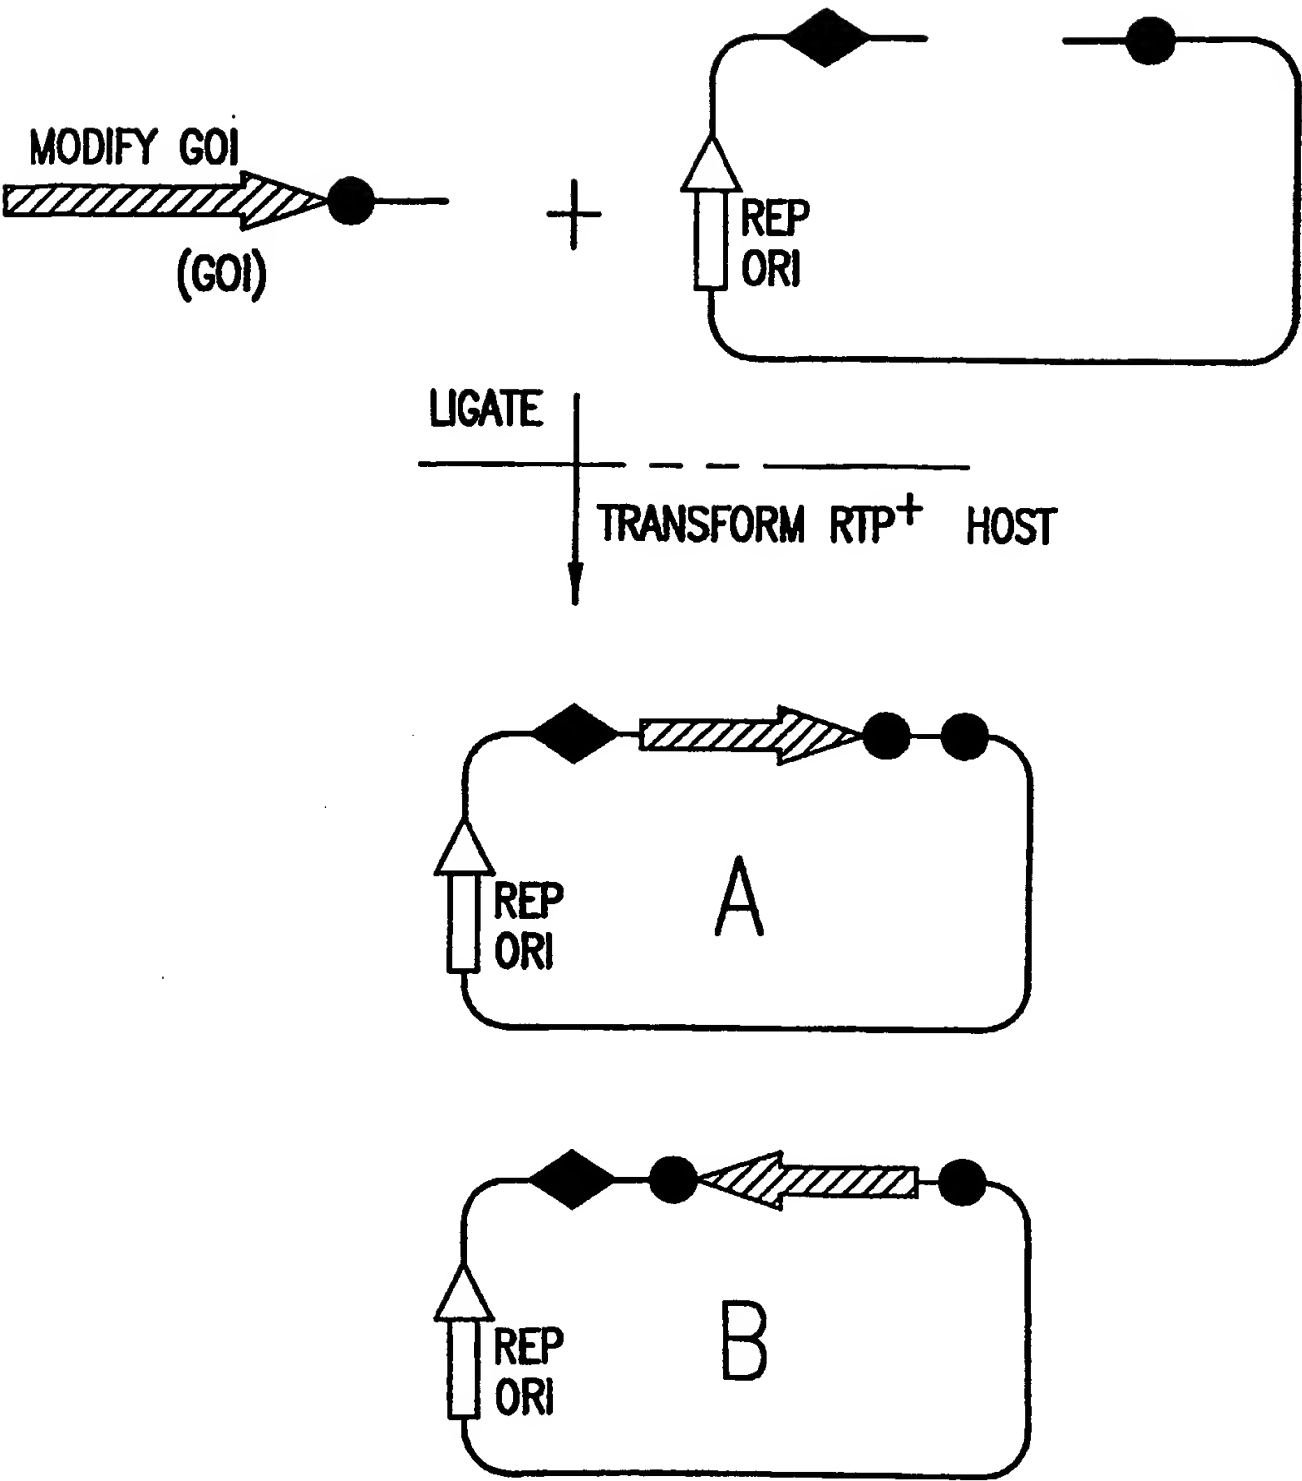 MODIFY GOI
(GOI)
REP
ORI
LIGATE
TRANSFORM RTP+ HOST
REP
ORI
A
REP
ORI
B